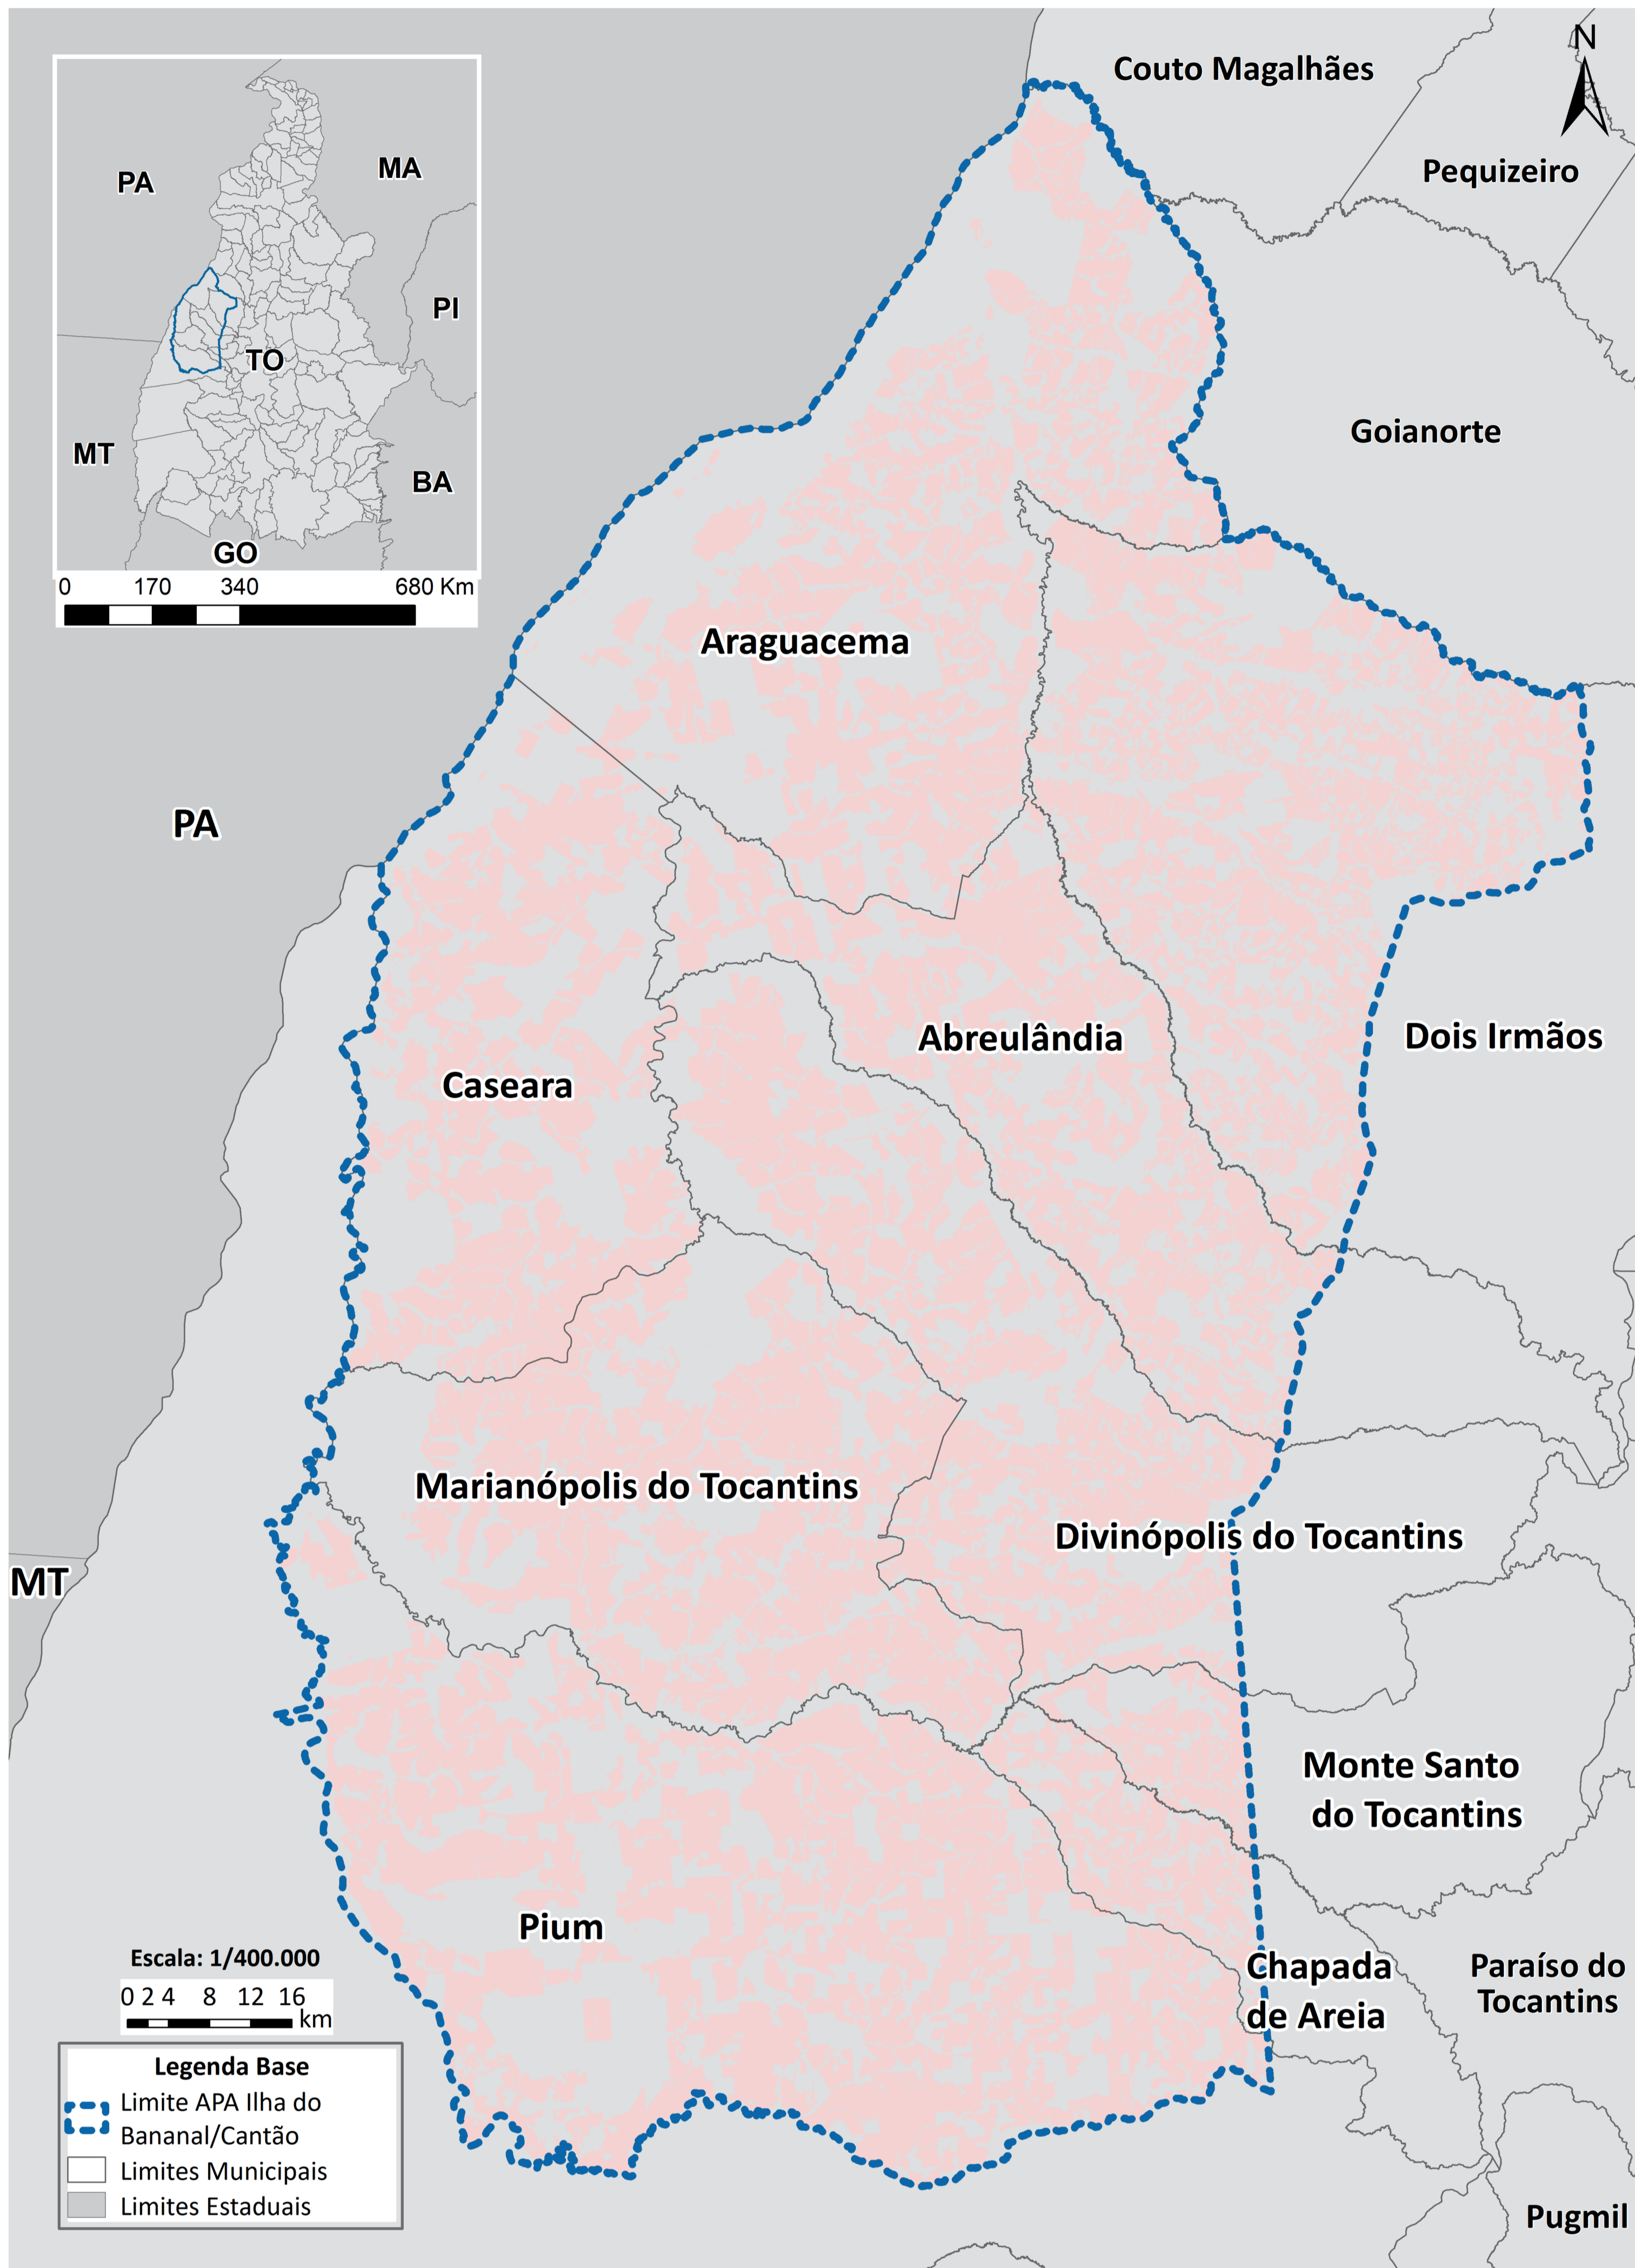 N
Couto Magalhães
Pequizeiro
PA
MA
PI
TO
MT
BA
GO
0 170 340 680 Km
Goianorte
Araguacema
PA
Abreulândia
Dois Irmãos
Caseara
Marianópolis do Tocantins
Divinópolis do Tocantins
MT
Monte Santo
do Tocantins
Pium
Chapada
de Areia
Paraíso do
Tocantins
Escala: 1/400.000
0 2 4 8 12 16
km
Legenda Base
Limite APA Ilha do
Bananal/Cantão
Limites Municipais
Limites Estaduais
Pugmil